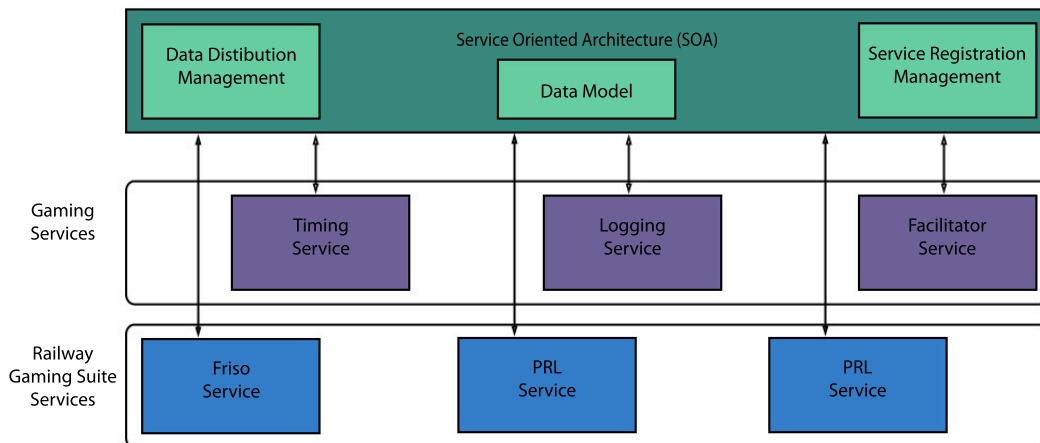 Service Oriented Architecture (SOA)
Data Distibution
Management
Data Model
Service Registration
Management
Gaming
Services
Timing
Service
Logging
Service
Facilitator
Service
Railway
Gaming Suite
Services
Friso
Service
PRL
Service
PRL
Service